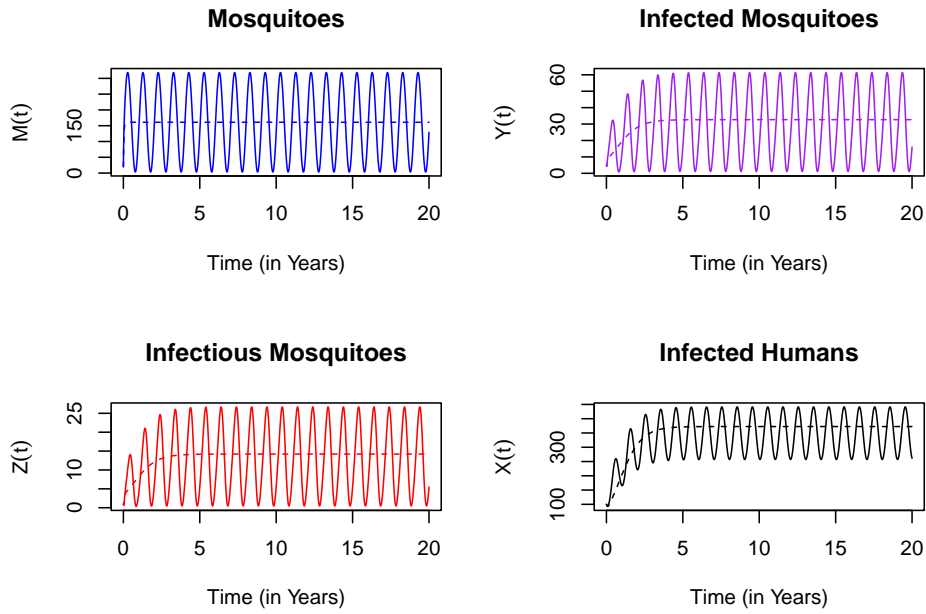 Mosquitoes
M(t)
150
0
0 5 10 15 20
Time (in Years)
Infected Mosquitoes
Y(t)
60
30
0
0 5 10 15 20
Time (in Years)
Infectious Mosquitoes
Z(t)
25
10
0
0 5 10 15 20
Time (in Years)
Infected Humans
X(t)
300
100
0 5 10 15 20
Time (in Years)